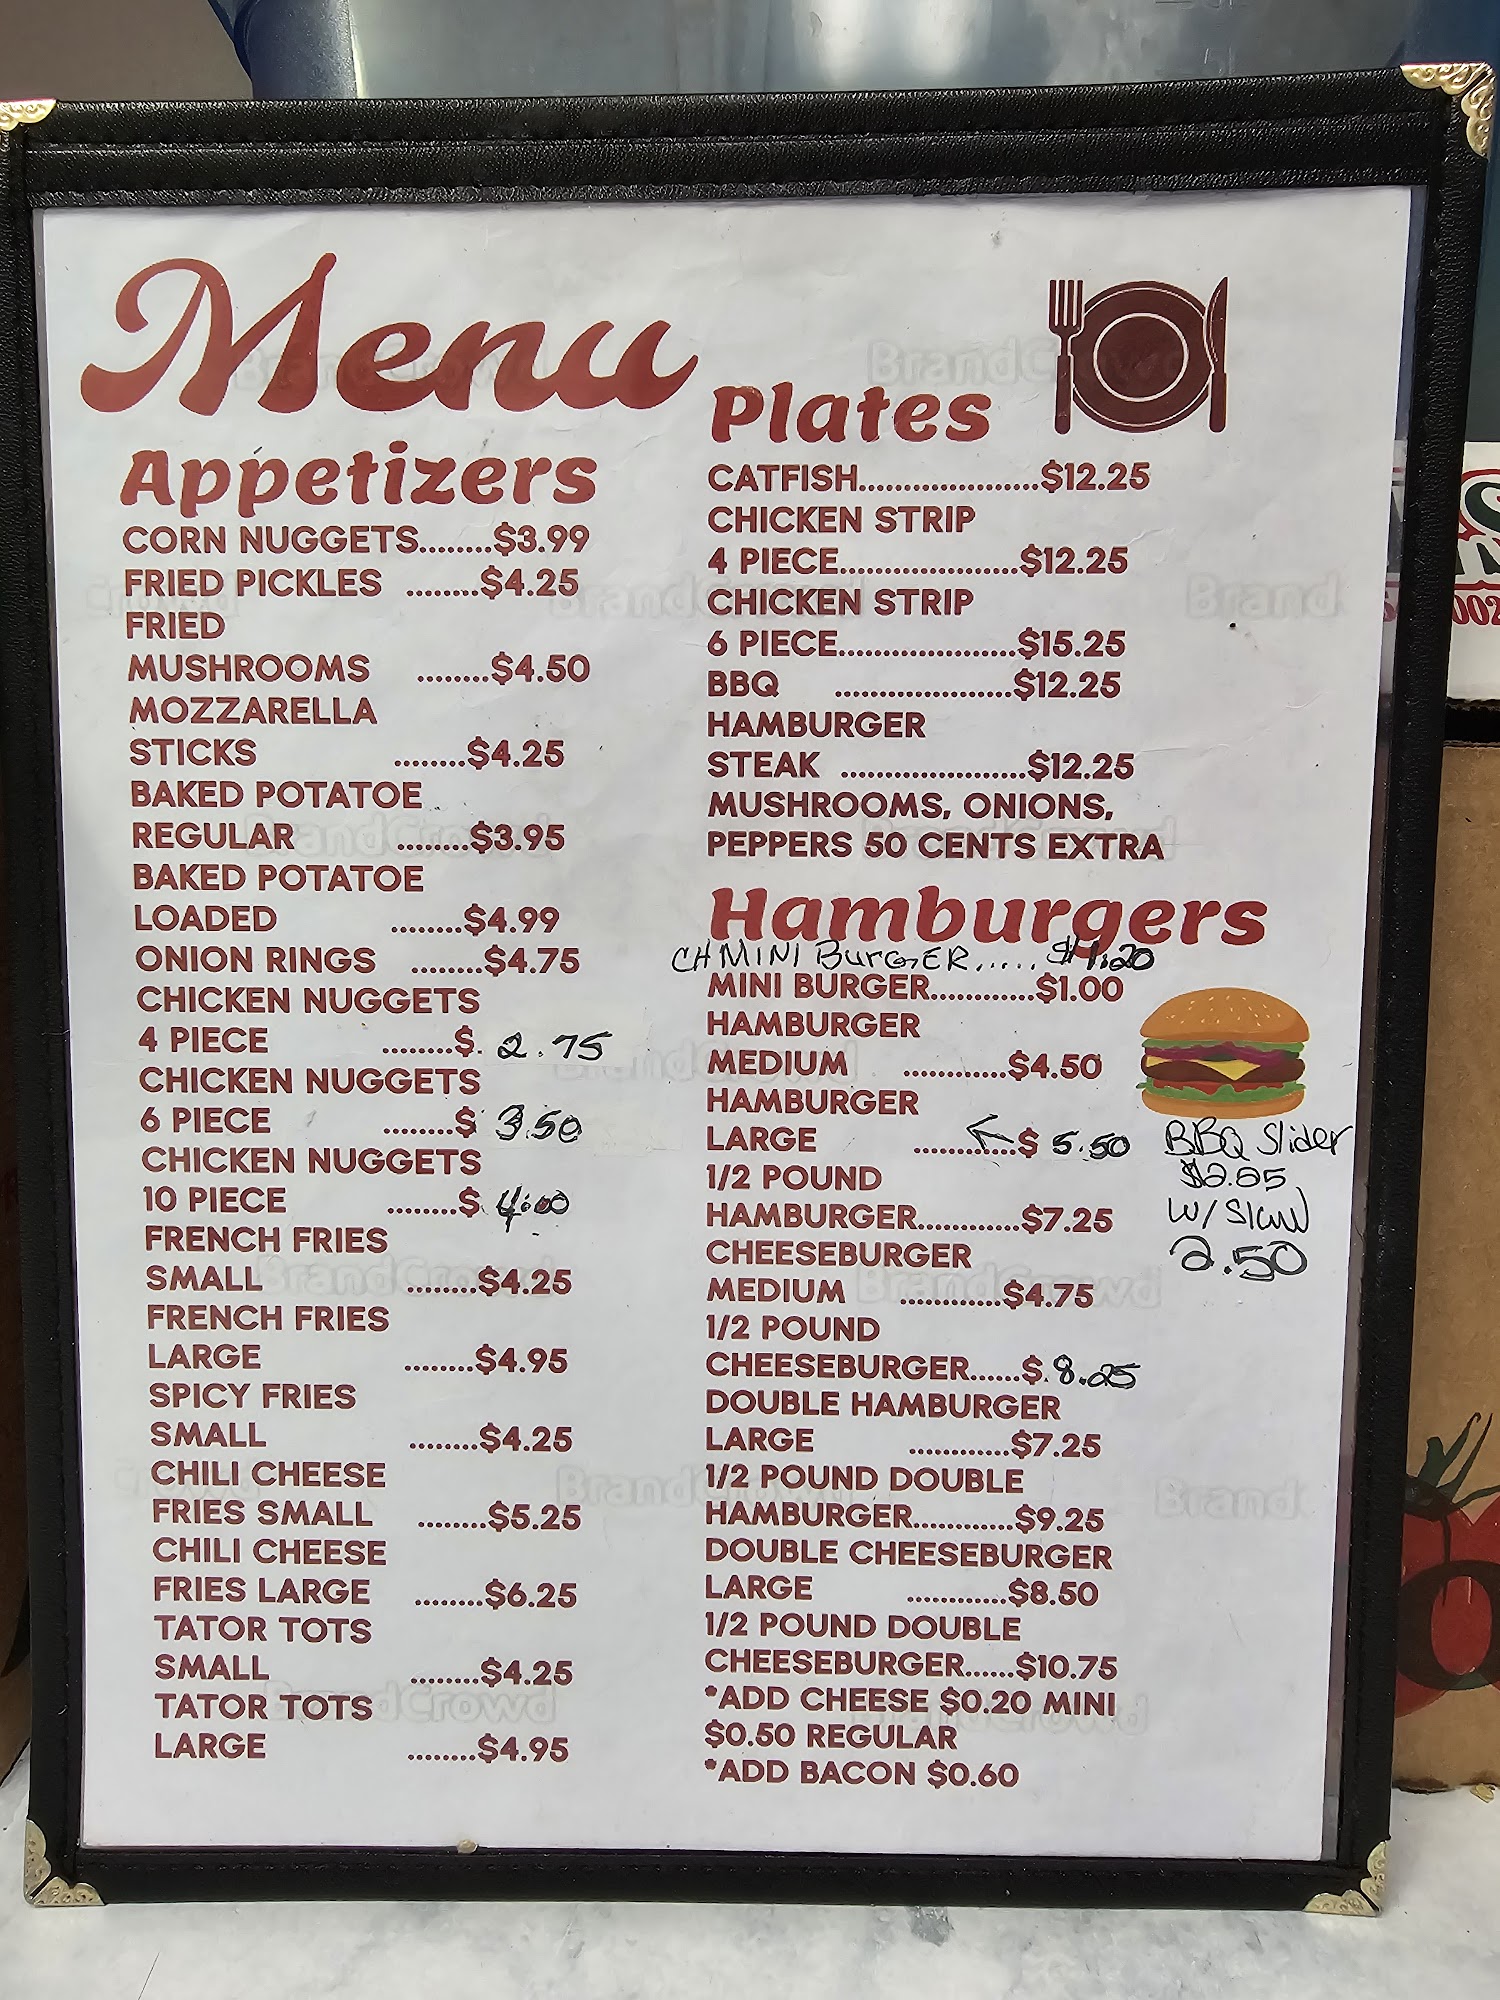 Menu
Appetizers
CORN NUGGETS........$3.99
FRIED PICKLES ........$4.25
FRIED
MUSHROOMS ........$4.50
MOZZARELLA
STICKS ........$4.25
BAKED POTATOE
REGULAR ........$3.95
BAKED POTATOE
LOADED ........$4.99
ONION RINGS ........$4.75
CHICKEN NUGGETS
4 PIECE ........$. 2.75
CHICKEN NUGGETS
6 PIECE ........$ 3.50
CHICKEN NUGGETS
10 PIECE ........$. 4.00
FRENCH FRIES
SMALL ........$4.25
FRENCH FRIES
LARGE ........$4.95
SPICY FRIES
SMALL ........$4.25
CHILI CHEESE
FRIES SMALL ........$5.25
CHILI CHEESE
FRIES LARGE ........$6.25
TATOR TOTS
SMALL ........$4.25
TATOR TOTS
LARGE ........$4.95
Plates
CATFISH....................$12.25
CHICKEN STRIP
4 PIECE....................$12.25
CHICKEN STRIP
6 PIECE....................$15.25
BBQ ....................$12.25
HAMBURGER
STEAK .....................$12.25
MUSHROOMS, ONIONS,
PEPPERS 50 CENTS EXTRA
Hamburgers
CH MINI BURGER..... $1.20
MINI BURGER............$1.00
HAMBURGER
MEDIUM ............$4.50
HAMBURGER
LARGE ............$ 5.50
1/2 POUND
HAMBURGER............$7.25
CHEESEBURGER
MEDIUM ............$4.75
1/2 POUND
CHEESEBURGER......$.8.25
DOUBLE HAMBURGER
LARGE ............$7.25
1/2 POUND DOUBLE
HAMBURGER............$9.25
DOUBLE CHEESEBURGER
LARGE ............$8.50
1/2 POUND DOUBLE
CHEESEBURGER......$10.75
*ADD CHEESE $0.20 MINI
$0.50 REGULAR
*ADD BACON $0.60
BBQ Slider
$2.25
W/ Slaw
2.50
BrandCrowd